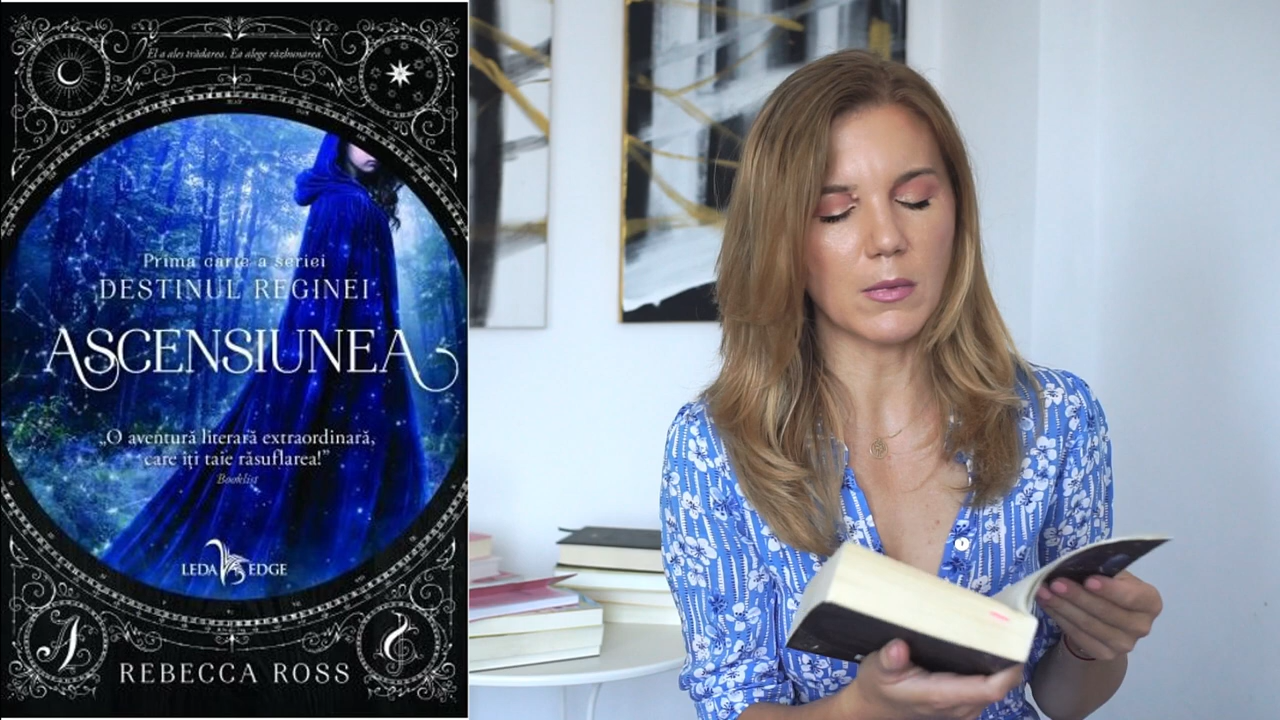 El a ales trădarea. Ea alege răzbunarea.
Prima carte a seriei
DESTINUL REGINEI
ASCENSIUNEA
„O aventură literară extraordinară,
care îți taie răsuflarea!”
Booklist
LEDA EDGE
REBECCA ROSS